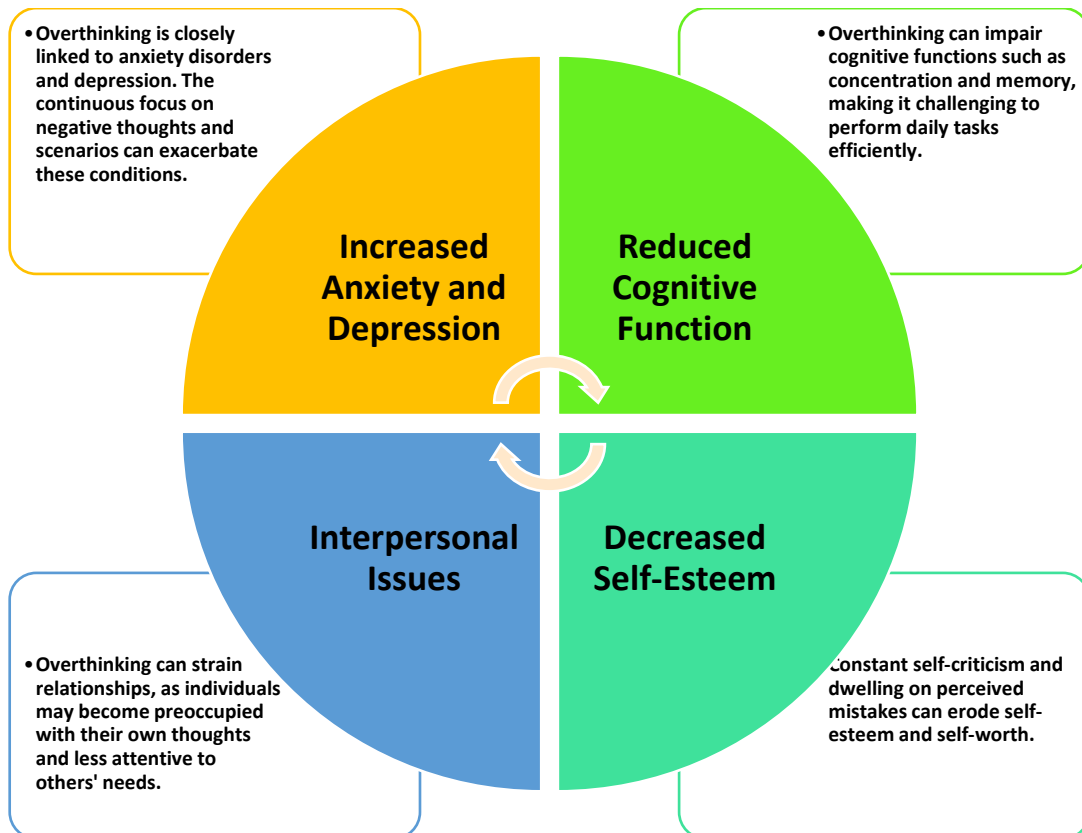 •Overthinking is closely
linked to anxiety disorders
and depression. The
continuous focus on
negative thoughts and
scenarios can exacerbate
these conditions.
•Overthinking can impair
cognitive functions such as
concentration and memory,
making it challenging to
perform daily tasks
efficiently.
Increased
Anxiety and
Depression
Reduced
Cognitive
Function
Interpersonal
Issues
Decreased
Self-Esteem
•Overthinking can strain
relationships, as individuals
may become preoccupied
with their own thoughts
and less attentive to
others' needs.
Constant self-criticism and
dwelling on perceived
mistakes can erode self-
esteem and self-worth.